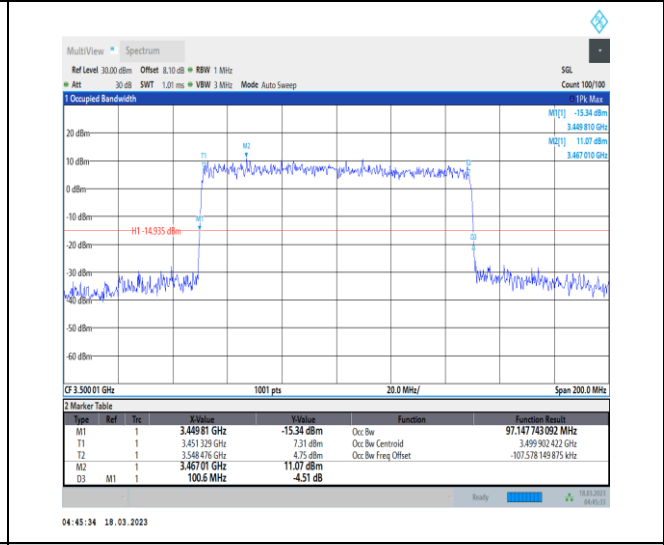 MultiView Spectrum
Ref Level 30.00 dBm Offset 8.10 dB RBW 1 MHz SGL
Att 30 dB SWT 1.01 ms VBW 3 MHz Mode Auto Sweep Count 100/100
1 Occupied Bandwidth 1Pk Max
M1[1] -15.34 dBm
3.449 810 GHz
M2[1] 11.07 dBm
3.467 010 GHz
20 dBm
M2
T1
10 dBm
0 dBm
-10 dBm
M1
H1 -14.935 dBm
D3
-20 dBm
-30 dBm
-40 dBm
-50 dBm
-60 dBm
CF 3.500 01 GHz 1001 pts 20.0 MHz/ Span 200.0 MHz
2 Marker Table
Type Ref Trc X-Value Y-Value Function Function Result
M1 1 3.449 81 GHz -15.34 dBm Occ Bw 97.147 743 092 MHz
T1 1 3.451 329 GHz 7.31 dBm Occ Bw Centroid 3.499 902 422 GHz
T2 1 3.548 476 GHz 4.75 dBm Occ Bw Freq Offset -107.578 149 875 kHz
M2 1 3.467 01 GHz 11.07 dBm
D3 M1 1 100.6 MHz -4.51 dB
Ready 18.03.2023
04:45:33
04:45:34 18.03.2023